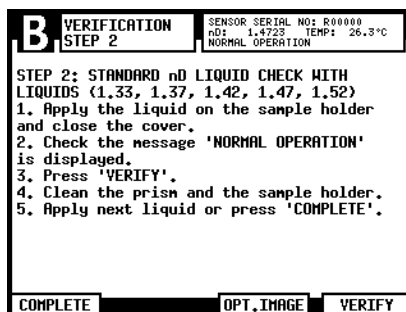 B VERIFICATION
STEP 2
SENSOR SERIAL NO: R00000
nD: 1.4723 TEMP: 26.3°C
NORMAL OPERATION
STEP 2: STANDARD nD LIQUID CHECK WITH
LIQUIDS (1.33, 1.37, 1.42, 1.47, 1.52)
1. Apply the liquid on the sample holder
and close the cover.
2. Check the message 'NORMAL OPERATION'
is displayed.
3. Press 'VERIFY'.
4. Clean the prism and the sample holder.
5. Apply next liquid or press 'COMPLETE'.
COMPLETE OPT.IMAGE VERIFY